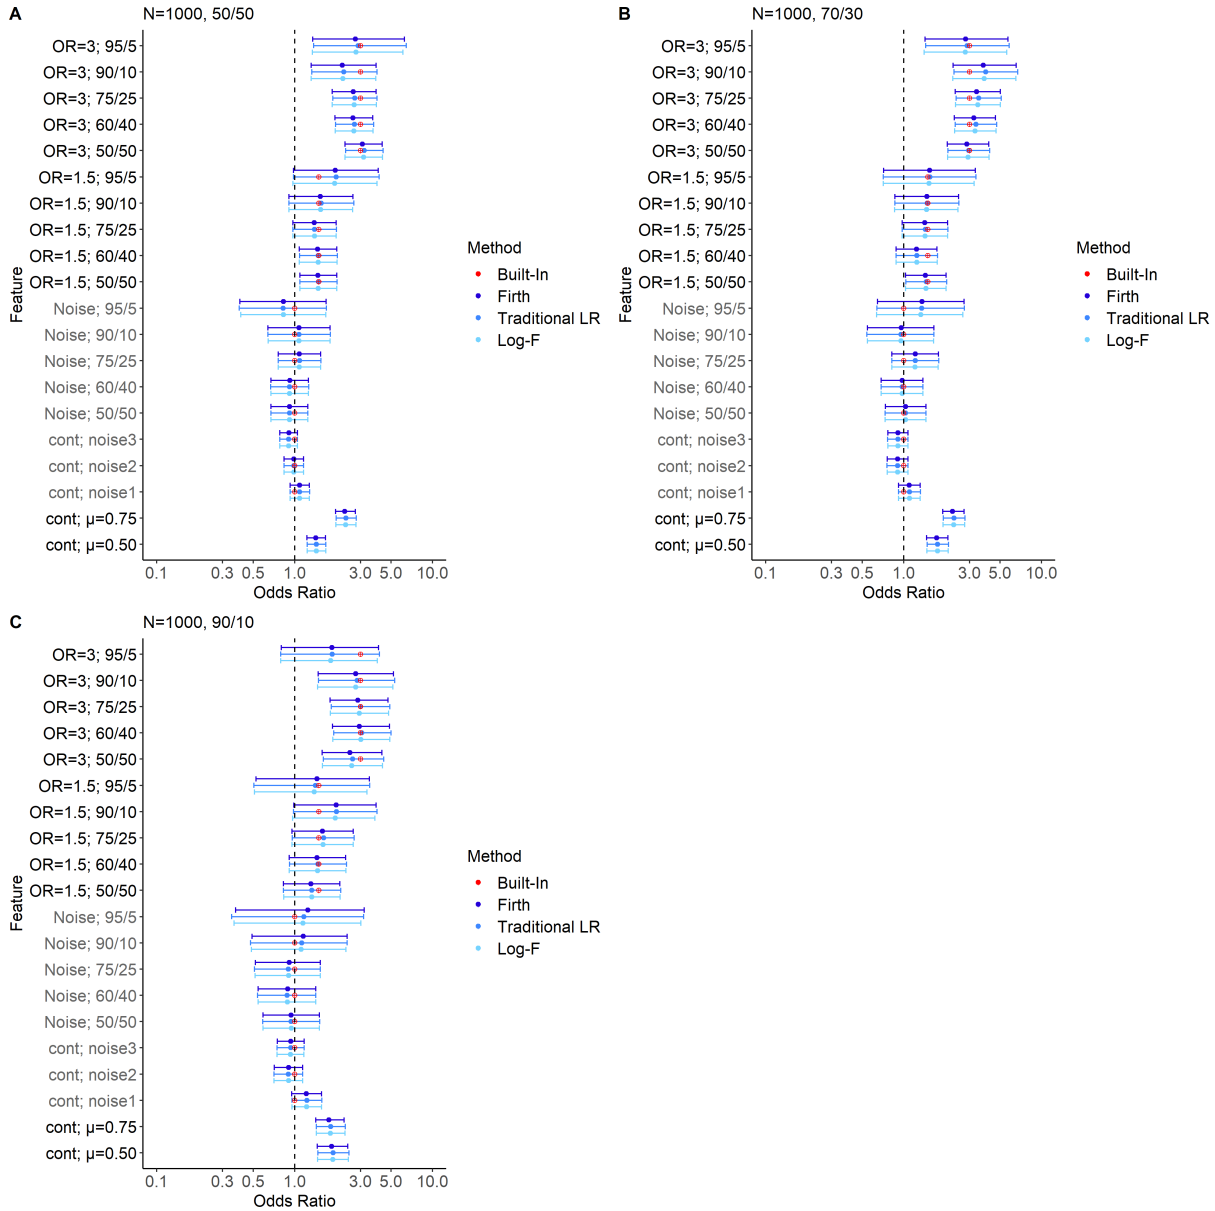 A
N=1000, 50/50
Feature
OR=3; 95/5
OR=3; 90/10
OR=3; 75/25
OR=3; 60/40
OR=3; 50/50
OR=1.5; 95/5
OR=1.5; 90/10
OR=1.5; 75/25
OR=1.5; 60/40
OR=1.5; 50/50
Noise; 95/5
Noise; 90/10
Noise; 75/25
Noise; 60/40
Noise; 50/50
cont; noise3
cont; noise2
cont; noise1
cont; μ=0.75
cont; μ=0.50
0.1 0.3 0.5 1.0 3.0 5.0 10.0
Odds Ratio
Method
Built-In
Firth
Traditional LR
Log-F
B
N=1000, 70/30
Feature
OR=3; 95/5
OR=3; 90/10
OR=3; 75/25
OR=3; 60/40
OR=3; 50/50
OR=1.5; 95/5
OR=1.5; 90/10
OR=1.5; 75/25
OR=1.5; 60/40
OR=1.5; 50/50
Noise; 95/5
Noise; 90/10
Noise; 75/25
Noise; 60/40
Noise; 50/50
cont; noise3
cont; noise2
cont; noise1
cont; μ=0.75
cont; μ=0.50
0.1 0.3 0.5 1.0 3.0 5.0 10.0
Odds Ratio
Method
Built-In
Firth
Traditional LR
Log-F
C
N=1000, 90/10
Feature
OR=3; 95/5
OR=3; 90/10
OR=3; 75/25
OR=3; 60/40
OR=3; 50/50
OR=1.5; 95/5
OR=1.5; 90/10
OR=1.5; 75/25
OR=1.5; 60/40
OR=1.5; 50/50
Noise; 95/5
Noise; 90/10
Noise; 75/25
Noise; 60/40
Noise; 50/50
cont; noise3
cont; noise2
cont; noise1
cont; μ=0.75
cont; μ=0.50
0.1 0.3 0.5 1.0 3.0 5.0 10.0
Odds Ratio
Method
Built-In
Firth
Traditional LR
Log-F